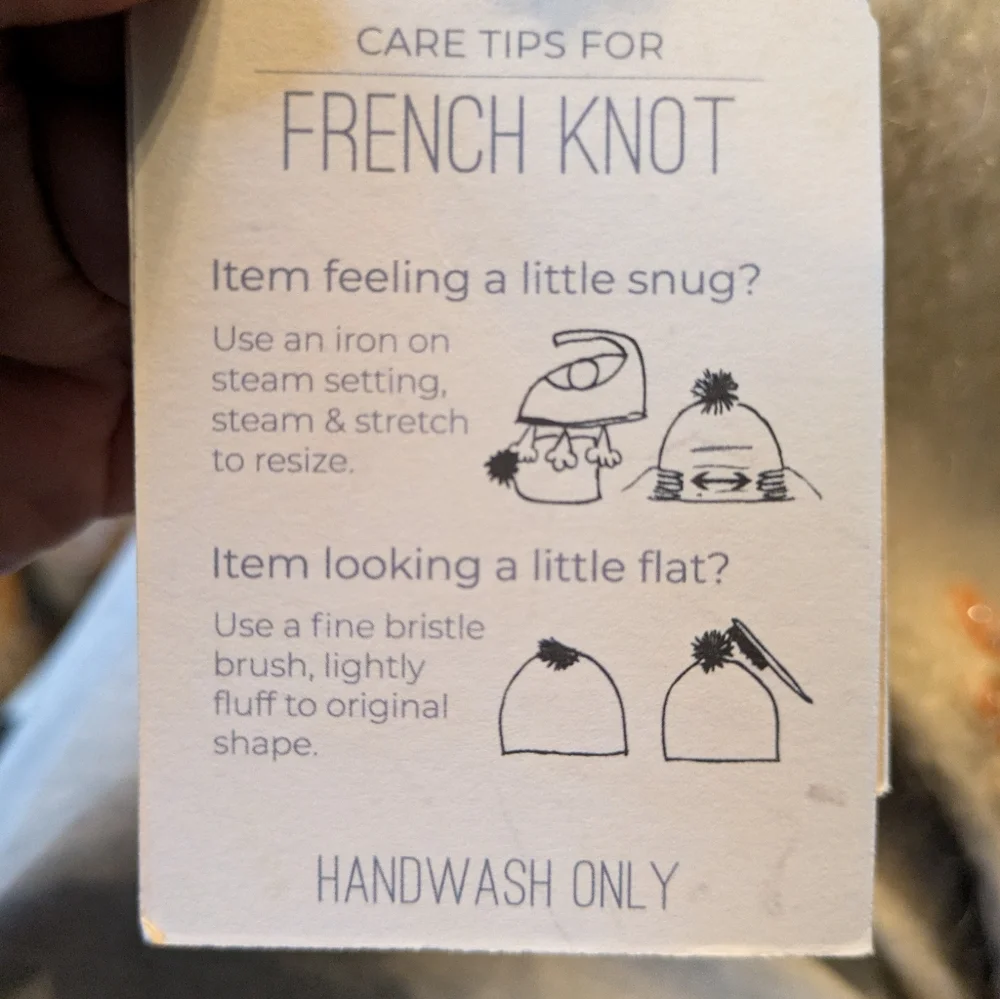 CARE TIPS FOR
FRENCH KNOT
Item feeling a little snug?
Use an iron on
steam setting,
steam & stretch
to resize.
Item looking a little flat?
Use a fine bristle
brush, lightly
fluff to original
shape.
HANDWASH ONLY